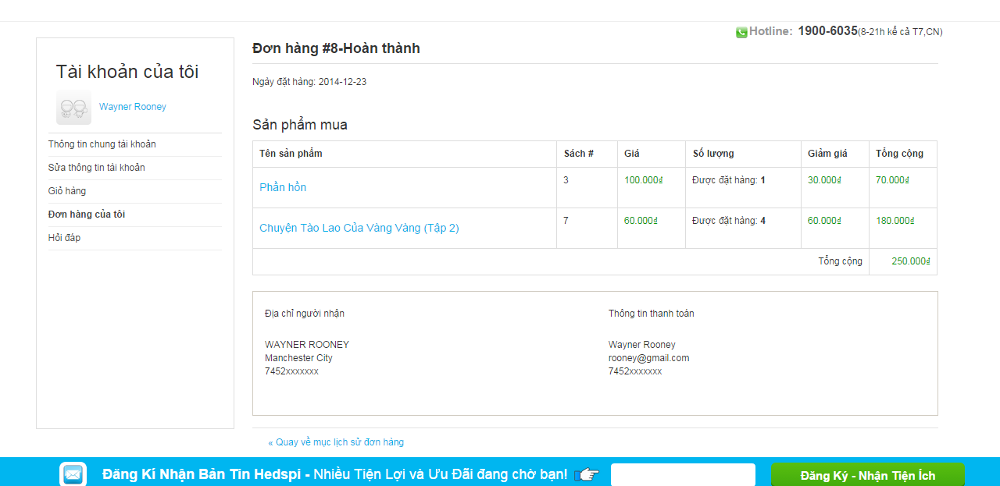 Hotline: 1900-6035(8-21h kể cả T7,CN)
Tài khoản của tôi
Wayner Rooney
Thông tin chung tài khoản
Sửa thông tin tài khoản
Giỏ hàng
Đơn hàng của tôi
Hỏi đáp
Đơn hàng #8-Hoàn thành
Ngày đặt hàng: 2014-12-23
Sản phẩm mua
Tên sản phẩm Sách # Giá Số lượng Giảm giá Tổng cộng
Phần hồn 3 100.000₫ Được đặt hàng: 1 30.000₫ 70.000₫
Chuyện Tào Lao Của Vàng Vàng (Tập 2) 7 60.000₫ Được đặt hàng: 4 60.000₫ 180.000₫
Tổng cộng 250.000₫
Địa chỉ người nhận
WAYNER ROONEY
Manchester City
7452xxxxxxx
Thông tin thanh toán
Wayner Rooney
rooney@gmail.com
7452xxxxxxx
« Quay về mục lịch sử đơn hàng
Đăng Kí Nhận Bản Tin Hedspi - Nhiều Tiện Lợi và Ưu Đãi đang chờ bạn! Đăng Ký - Nhận Tiện Ích